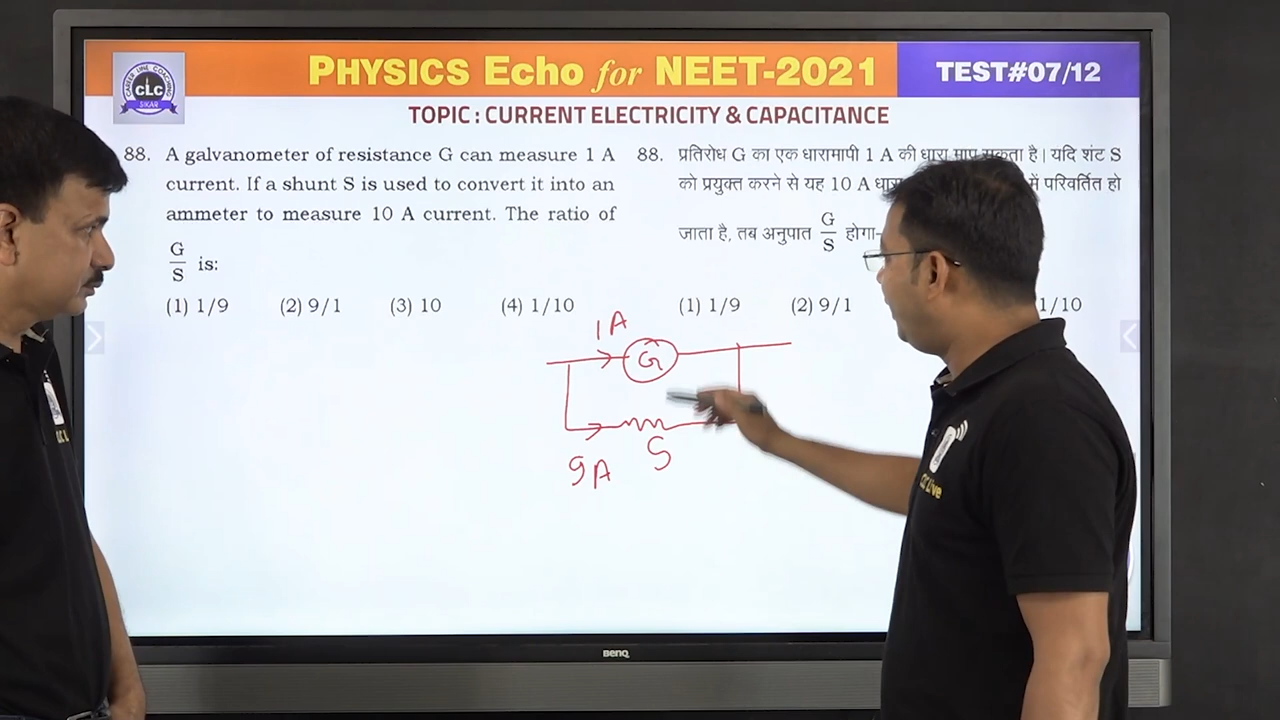 PHYSICS Echo for NEET-2021
TEST#07/12
CLC
SIKAR
TOPIC : CURRENT ELECTRICITY & CAPACITANCE
88. A galvanometer of resistance G can measure 1 A
current. If a shunt S is used to convert it into an
ammeter to measure 10 A current. The ratio of
G
S is:
(1) 1/9 (2) 9/1 (3) 10 (4) 1/10
88. प्रतिरोध G का एक धारामापी 1 A की धारा माप सकता है। यदि शंट S
को प्रयुक्त करने से यह 10 A में परिवर्तित हो
जाता है, तब अनुपात G/S होगा-
(1) 1/9 (2) 9/1 1/10
1A
G
S
9A
BenQ